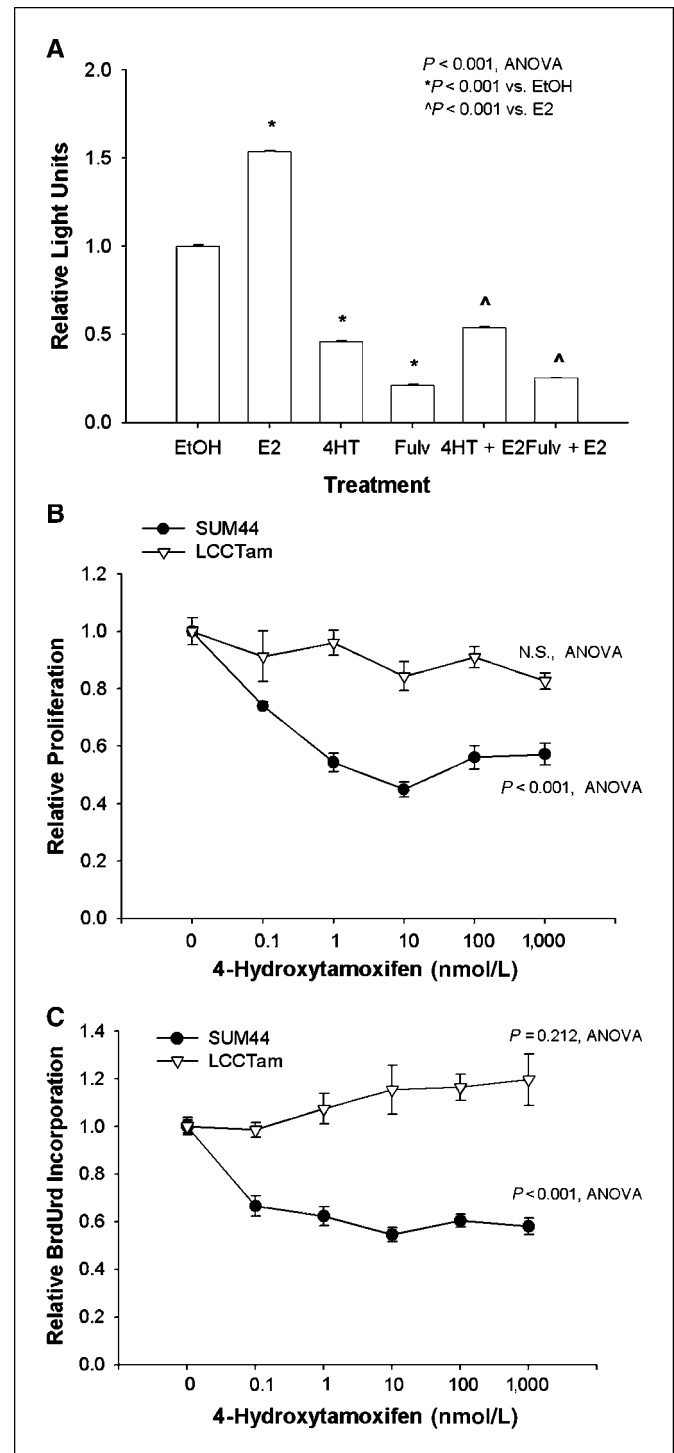 A
P < 0.001, ANOVA
*P < 0.001 vs. EtOH
^P < 0.001 vs. E2
2.0
1.5
1.0
0.5
0.0
Relative Light Units
*
*
*
^
^
EtOH E2 4HT Fulv 4HT + E2 Fulv + E2
Treatment
B
SUM44
LCCTam
1.2
1.0
0.8
0.6
0.4
0.2
0.0
Relative Proliferation
N.S., ANOVA
P < 0.001, ANOVA
0 0.1 1 10 100 1,000
4-Hydroxytamoxifen (nmol/L)
C
SUM44
LCCTam
1.4
1.2
1.0
0.8
0.6
0.4
0.2
0.0
Relative BrdUrd Incorporation
P = 0.212, ANOVA
P < 0.001, ANOVA
0 0.1 1 10 100 1,000
4-Hydroxytamoxifen (nmol/L)